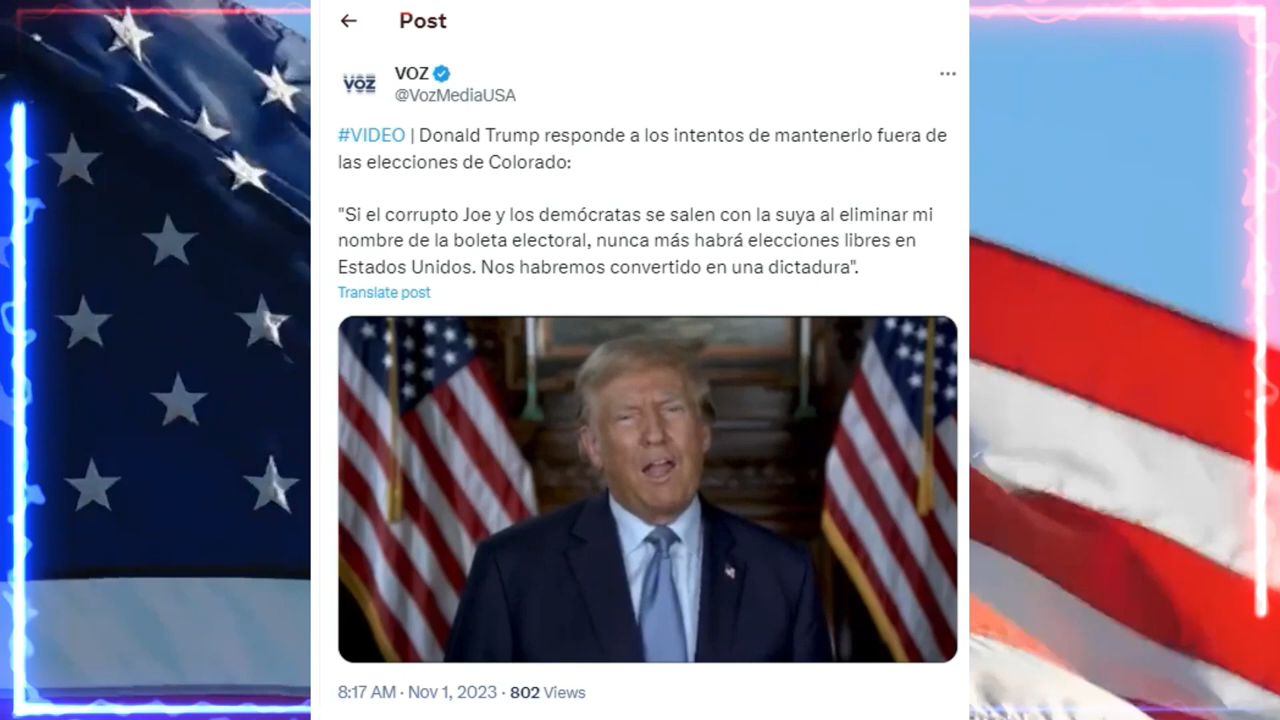 ← Post
VOZ
VOZ
@VozMediaUSA
#VIDEO | Donald Trump responde a los intentos de mantenerlo fuera de
las elecciones de Colorado:
"Si el corrupto Joe y los demócratas se salen con la suya al eliminar mi
nombre de la boleta electoral, nunca más habrá elecciones libres en
Estados Unidos. Nos habremos convertido en una dictadura".
Translate post
8:17 AM · Nov 1, 2023 · 802 Views